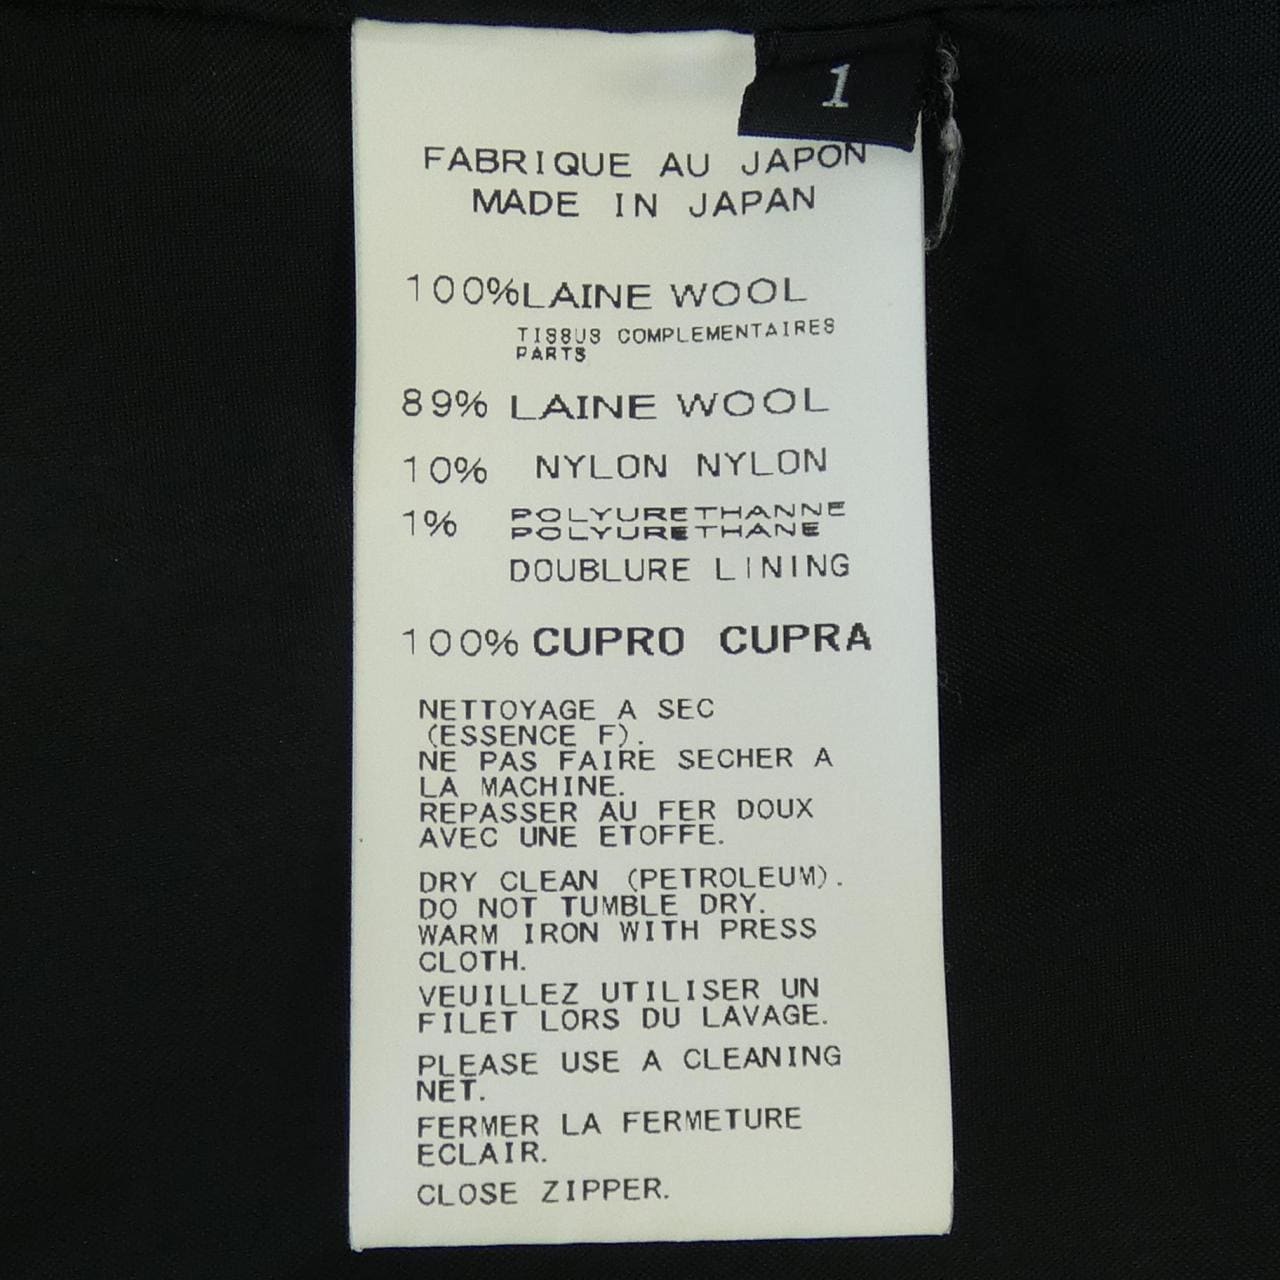 1
FABRIQUE AU JAPON
MADE IN JAPAN
100% LAINE WOOL
TISSUS COMPLEMENTAIRES
PARTS
89% LAINE WOOL
10% NYLON NYLON
1% POLYURETHANNE
POLYURETHANE
DOUBLURE LINING
100% CUPRO CUPRA
NETTOYAGE A SEC
(ESSENCE F).
NE PAS FAIRE SECHER A
LA MACHINE.
REPASSER AU FER DOUX
AVEC UNE ETOFFE.
DRY CLEAN (PETROLEUM).
DO NOT TUMBLE DRY.
WARM IRON WITH PRESS
CLOTH.
VEUILLEZ UTILISER UN
FILET LORS DU LAVAGE.
PLEASE USE A CLEANING
NET.
FERMER LA FERMETURE
ECLAIR.
CLOSE ZIPPER.